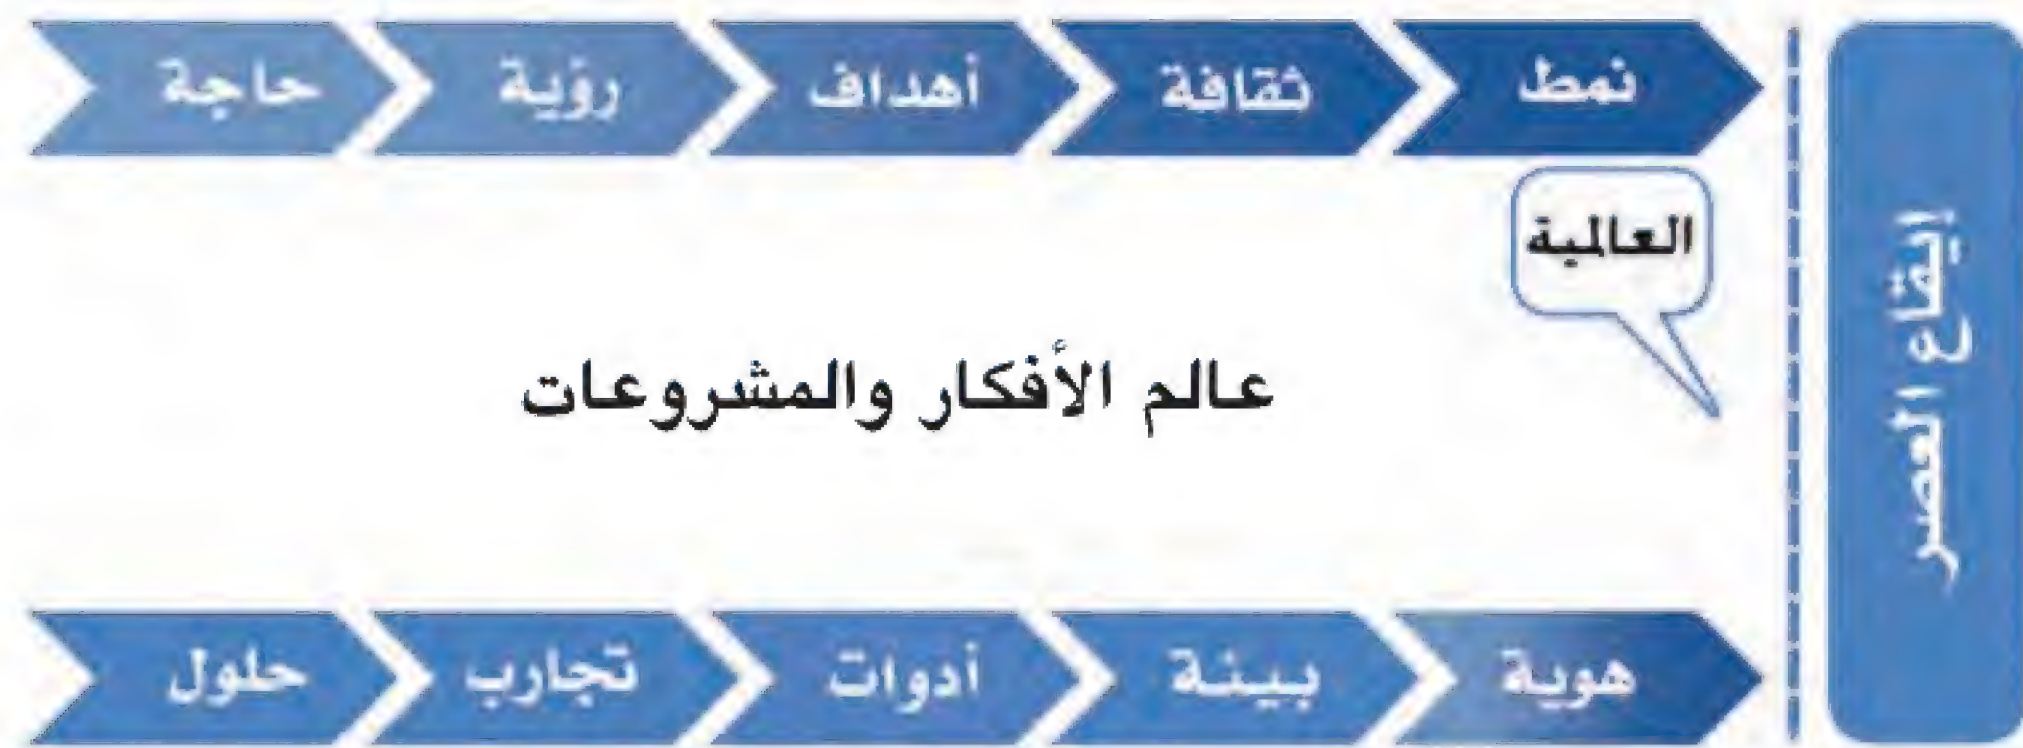 نمط ثقافة أهداف رؤية حاجة
العالمية
عالم الأفكار والمشروعات
هوية بيئة أدوات تجارب حلول
إيقاع العصر